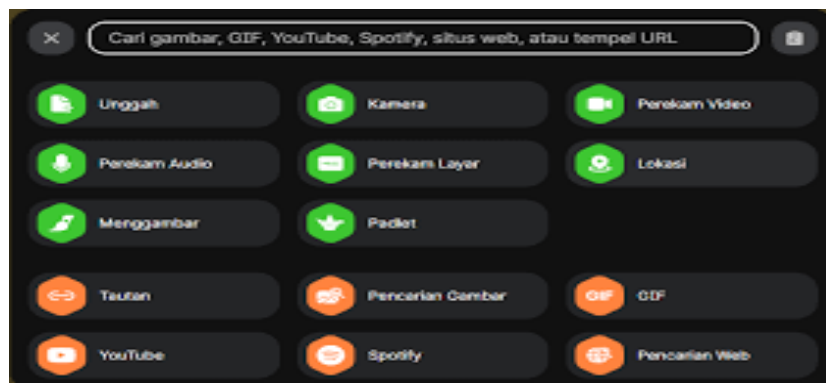 Cari gambar, GIF, YouTube, Spotify, situs web, atau tempel URL
Unggah
Kamera
Perekam Video
Perekam Audio
Perekam Layar
Lokasi
Menggambar
Padlet
Tautan
Pencarian Gambar
GIF
GIF
YouTube
Spotify
Pencarian Web